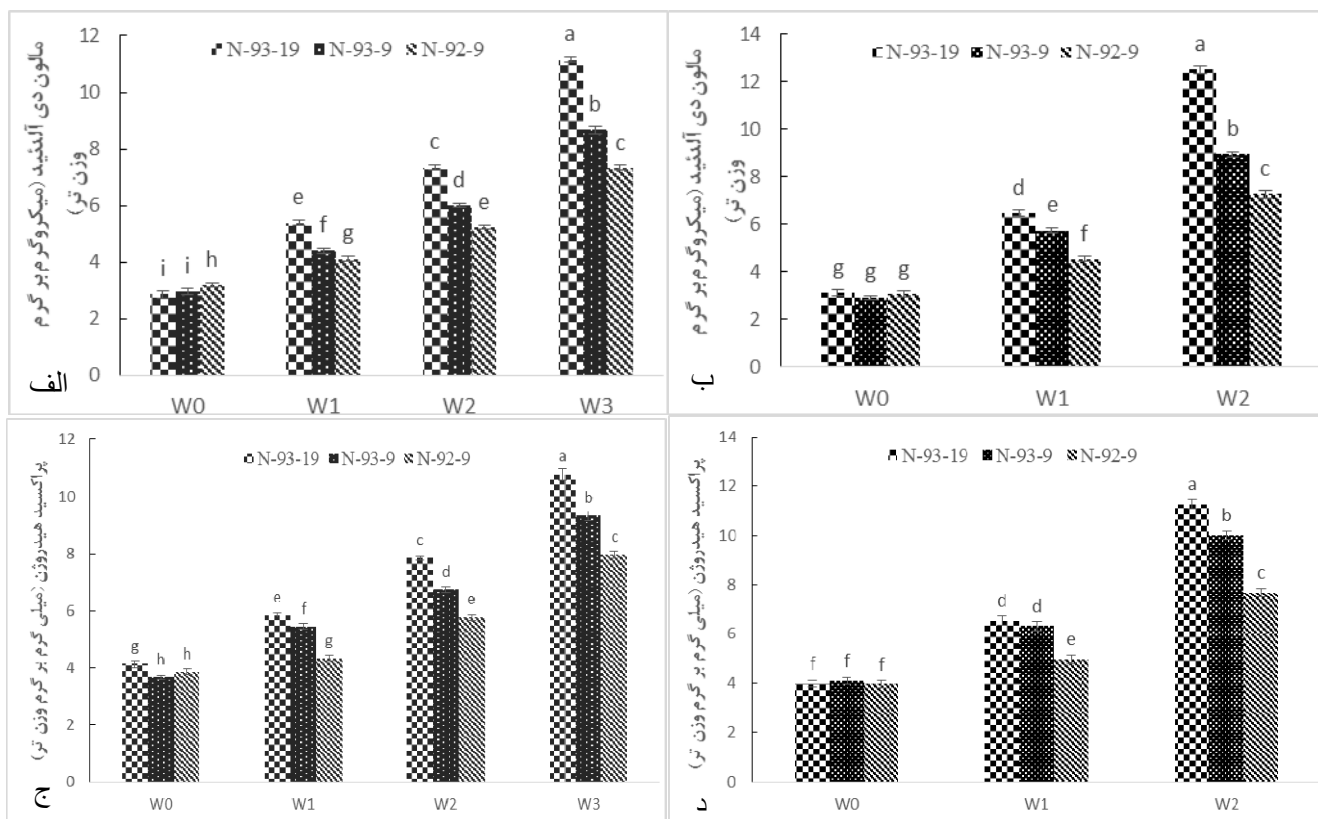 مالون دی آلدئید (میکروگرم بر گرم
وزن تر)
N-93-19 N-93-9 N-92-9
12
10
8
6
4
2
0
i i h
e f g
c d e
a b c
W0 W1 W2 W3
الف
مالون دی آلدئید (میکروگرم بر گرم
وزن تر)
N-93-19 N-93-9 N-92-9
14
12
10
8
6
4
2
0
g g g
d e f
a b c
W0 W1 W2
ب
پراکسید هیدروژن (میلی گرم بر گرم وزن تر)
N-93-19 N-93-9 N-92-9
12
10
8
6
4
2
0
g h h
e f g
c d e
a b c
W0 W1 W2 W3
ج
پراکسید هیدروژن (میلی گرم بر گرم وزن تر)
N-93-19 N-93-9 N-92-9
14
12
10
8
6
4
2
0
f f f
d d e
a b c
W0 W1 W2
د